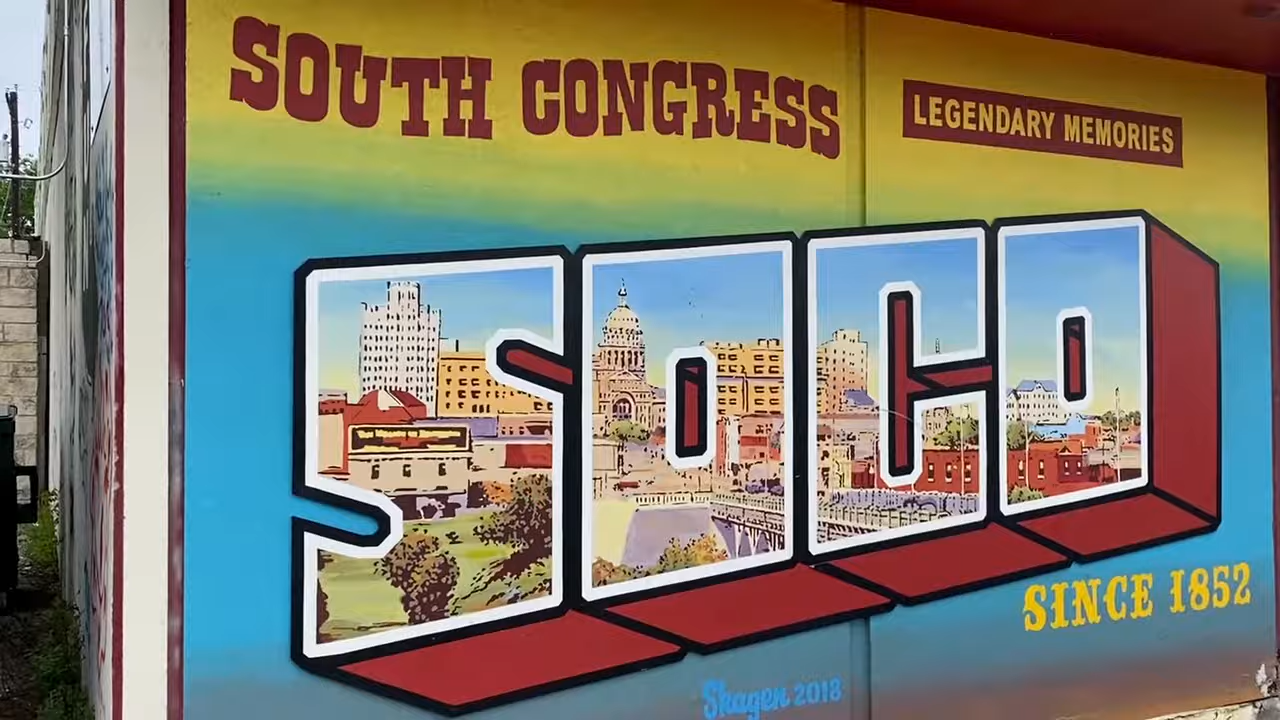 SOUTH CONGRESS
LEGENDARY MEMORIES
SOCO
SINCE 1852
Skagen 2018